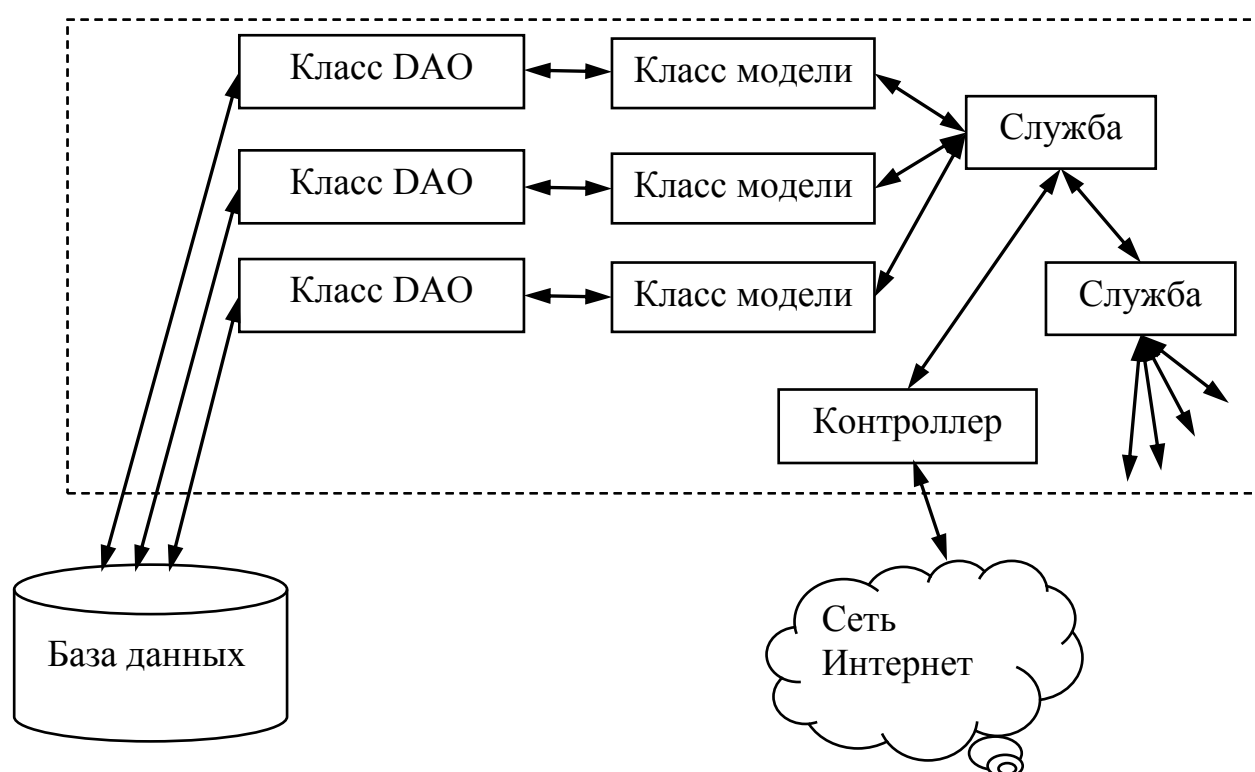 Класс DAO
Класс модели
Служба
Класс DAO
Класс модели
Класс DAO
Класс модели
Служба
Контроллер
База данных
Сеть
Интернет